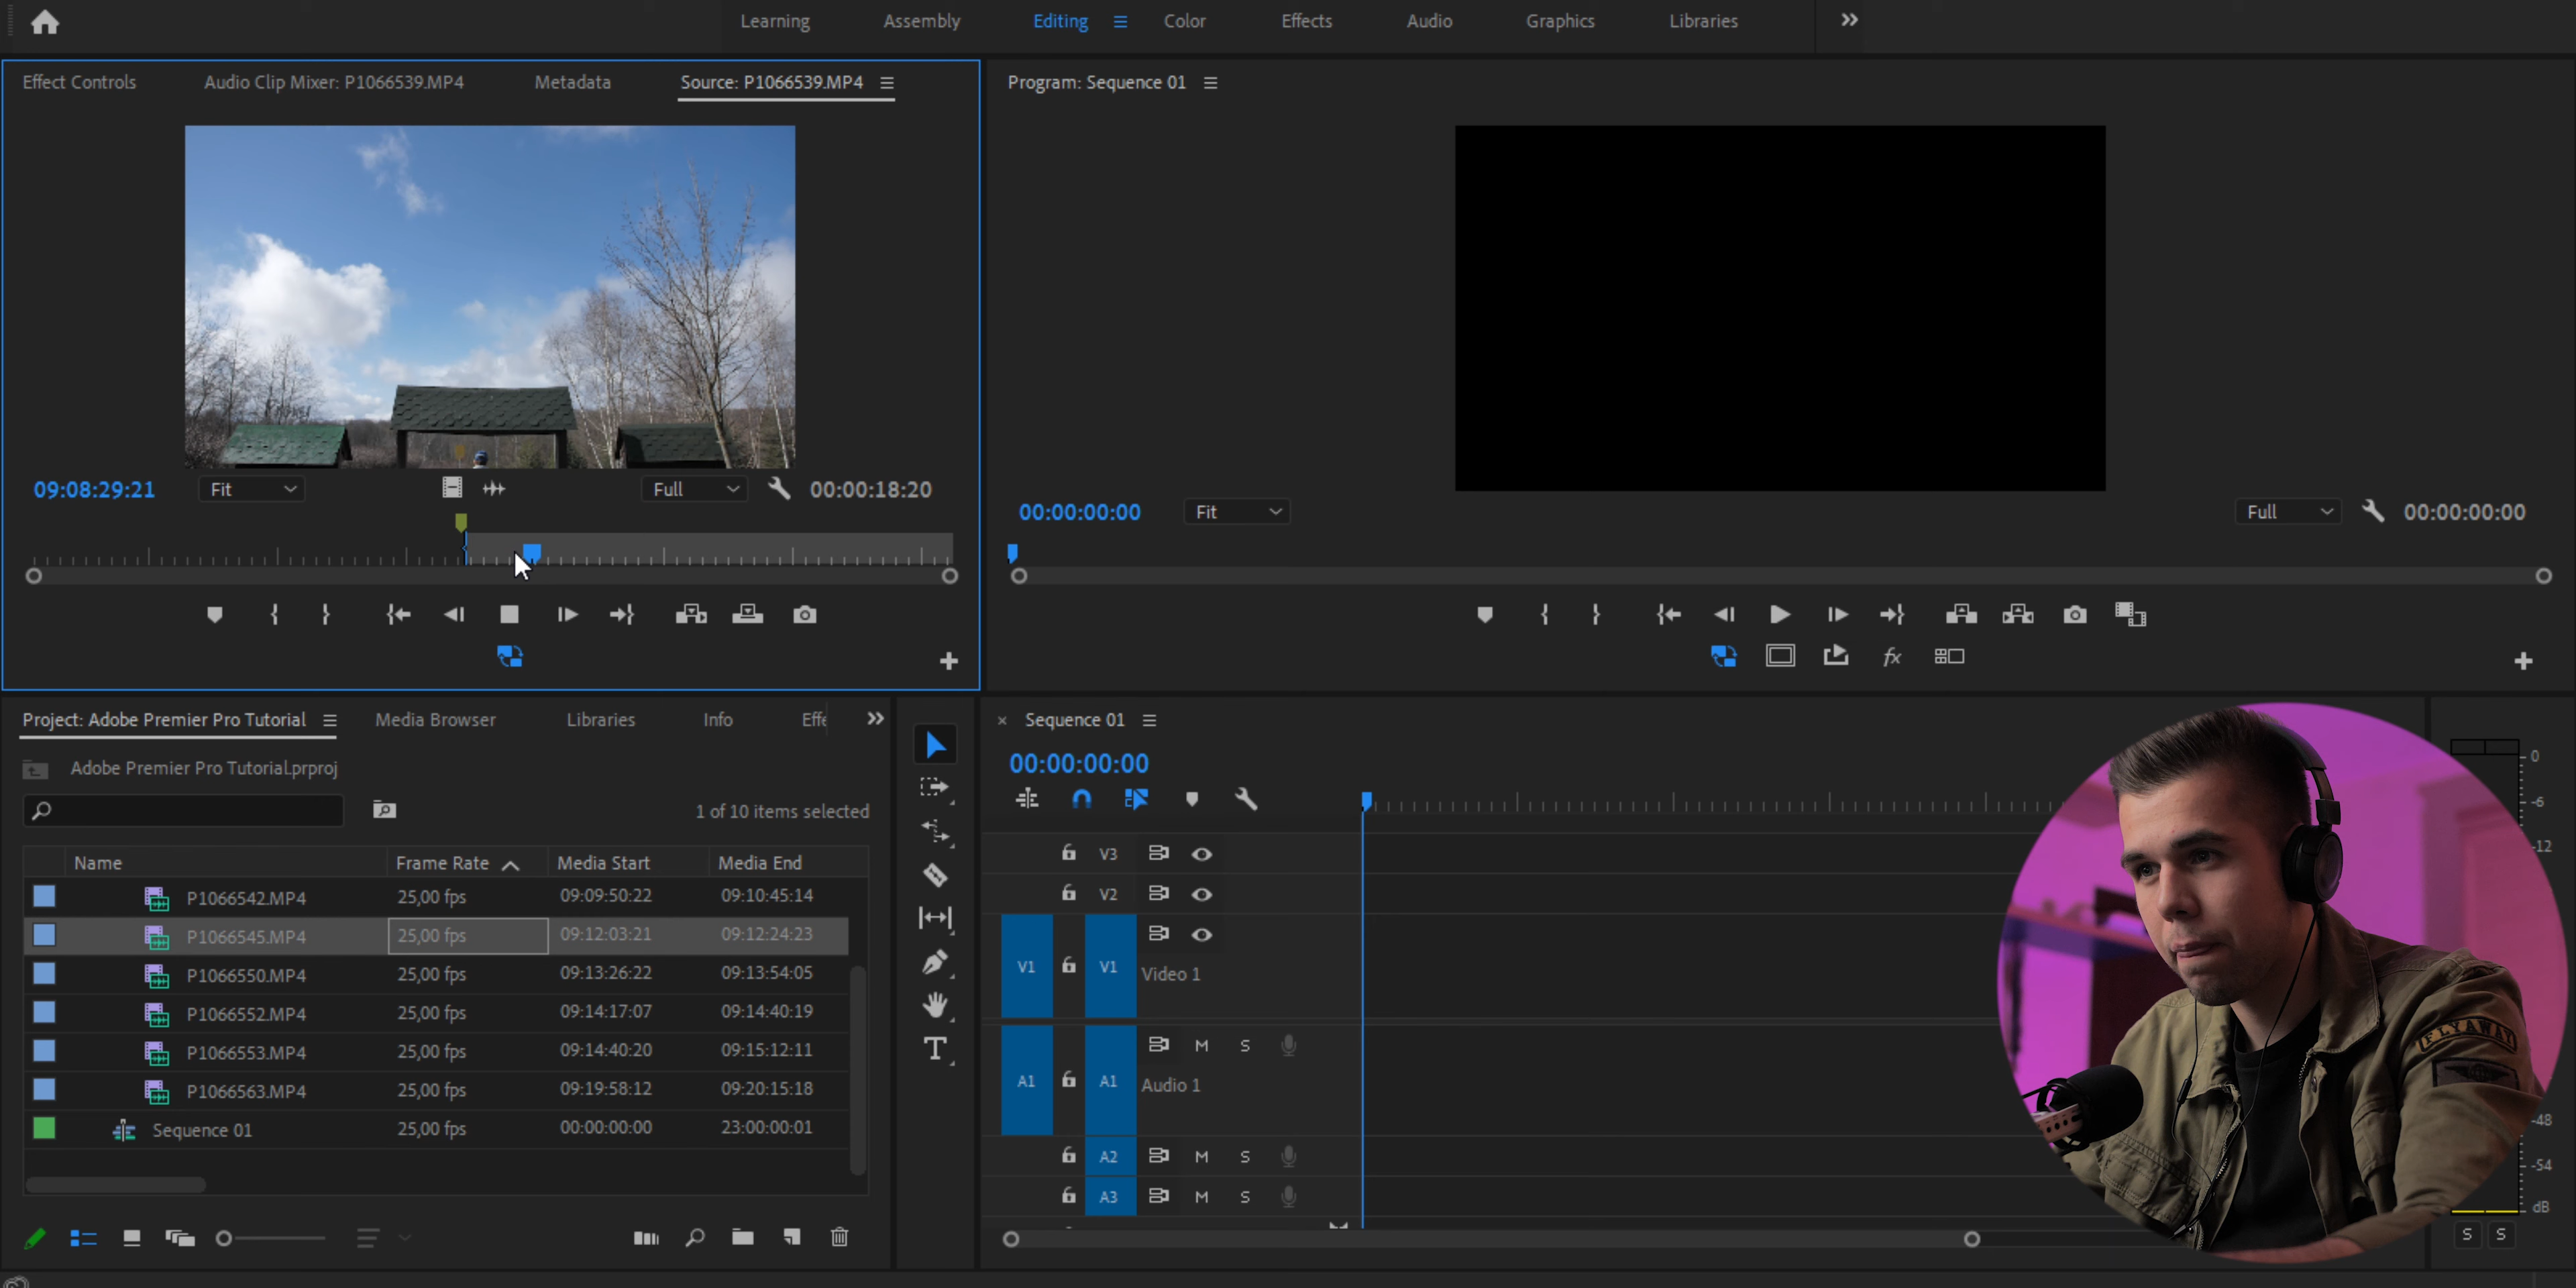 Learning Assembly Editing Color Effects Audio Graphics Libraries
Effect Controls Audio Clip Mixer: P1066539.MP4 Metadata Source: P1066539.MP4
Program: Sequence 01
09:08:29:21 Fit Full 00:00:18:20
00:00:00:00 Fit Full 00:00:00:00
fx
Project: Adobe Premier Pro Tutorial Media Browser Libraries Info Effe
Adobe Premier Pro Tutorial.prproj
1 of 10 items selected
Name Frame Rate Media Start Media End
P1066542.MP4 25,00 fps 09:09:50:22 09:10:45:14
P1066545.MP4 25,00 fps 09:12:03:21 09:12:24:23
P1066550.MP4 25,00 fps 09:13:26:22 09:13:54:05
P1066552.MP4 25,00 fps 09:14:17:07 09:14:40:19
P1066553.MP4 25,00 fps 09:14:40:20 09:15:12:11
P1066563.MP4 25,00 fps 09:19:58:12 09:20:15:18
Sequence 01 25,00 fps 00:00:00:00 23:00:00:01
T
× Sequence 01
00:00:00:00
V3
V2
V1 V1 Video 1
A1 A1 M S Audio 1
A2 M S
A3 M S
FLYAWAY
0
-6
-12
-48
-54
dB
S S